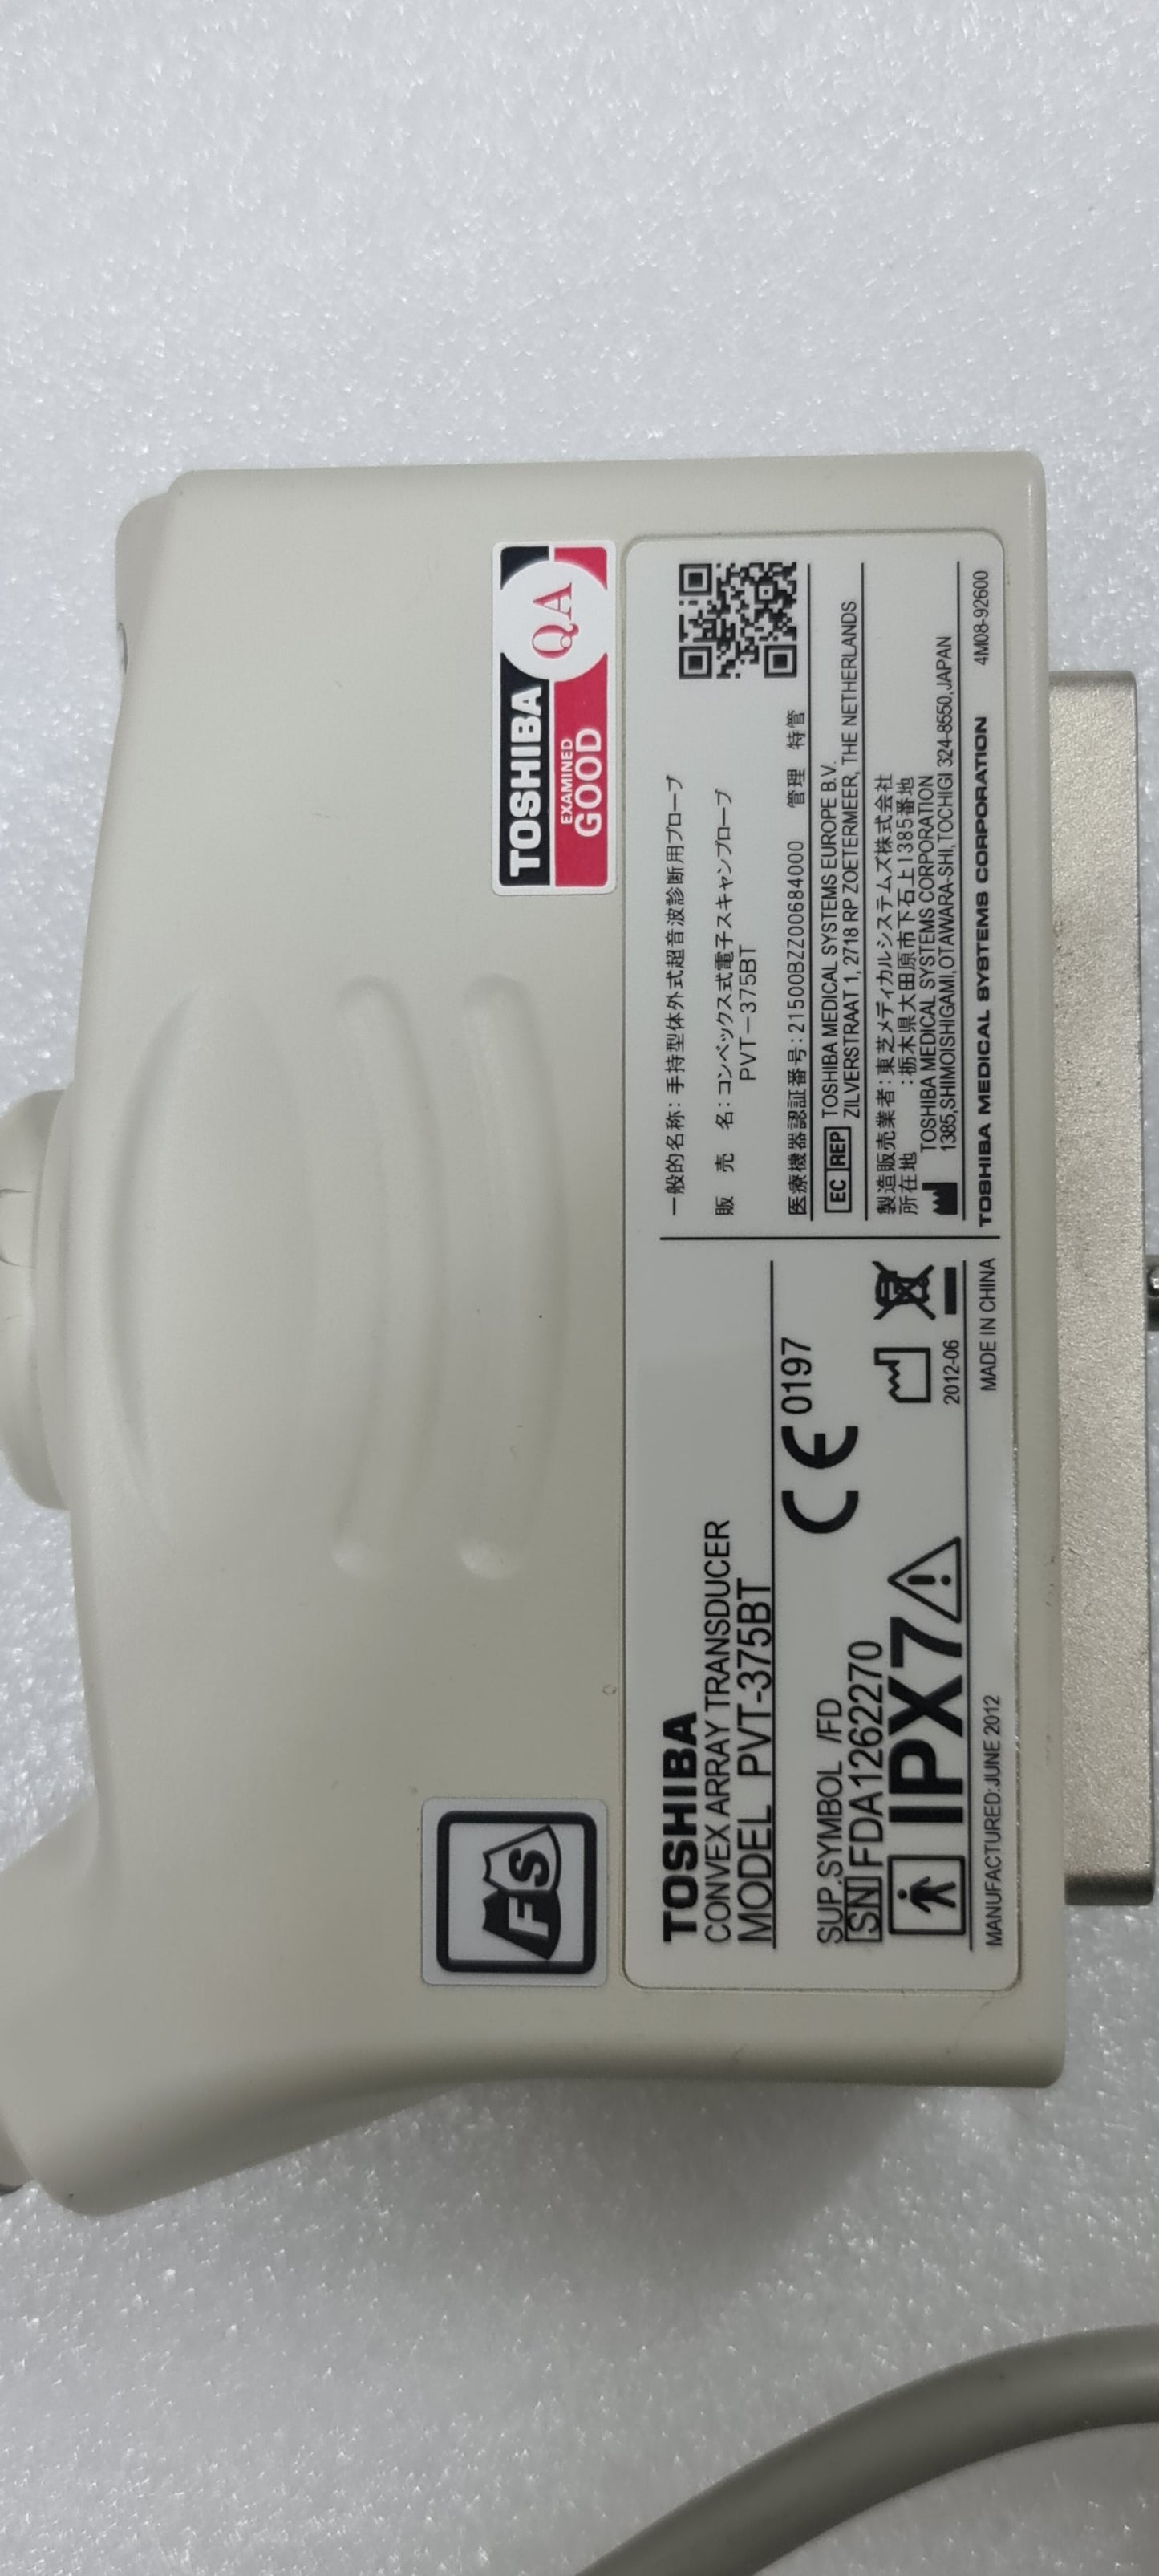 TOSHIBA
EXAMINED
GOOD
QA
FS
TOSHIBA
CONVEX ARRAY TRANSDUCER
MODEL PVT-375BT
SUP.SYMBOL /FD
SN FDA1262270
CE 0197
IPX7
2012-06
MANUFACTURED:JUNE 2012
MADE IN CHINA
一般的名称: 手持型体外式超音波診断用プローブ
販 売 名: コンベックス式電子スキャンプローブ
PVT-375BT
医療機器認証番号: 21500BZZ00684000 管理 特管
EC REP TOSHIBA MEDICAL SYSTEMS EUROPE B.V.
ZILVERSTRAAT 1, 2718 RP ZOETERMEER, THE NETHERLANDS
製造販売業者: 東芝メディカルシステムズ株式会社
所在地 : 栃木県大田原市下石上1385番地
TOSHIBA MEDICAL SYSTEMS CORPORATION
1385,SHIMOISHIGAMI,OTAWARA-SHI,TOCHIGI 324-8550,JAPAN
TOSHIBA MEDICAL SYSTEMS CORPORATION 4M08-92600